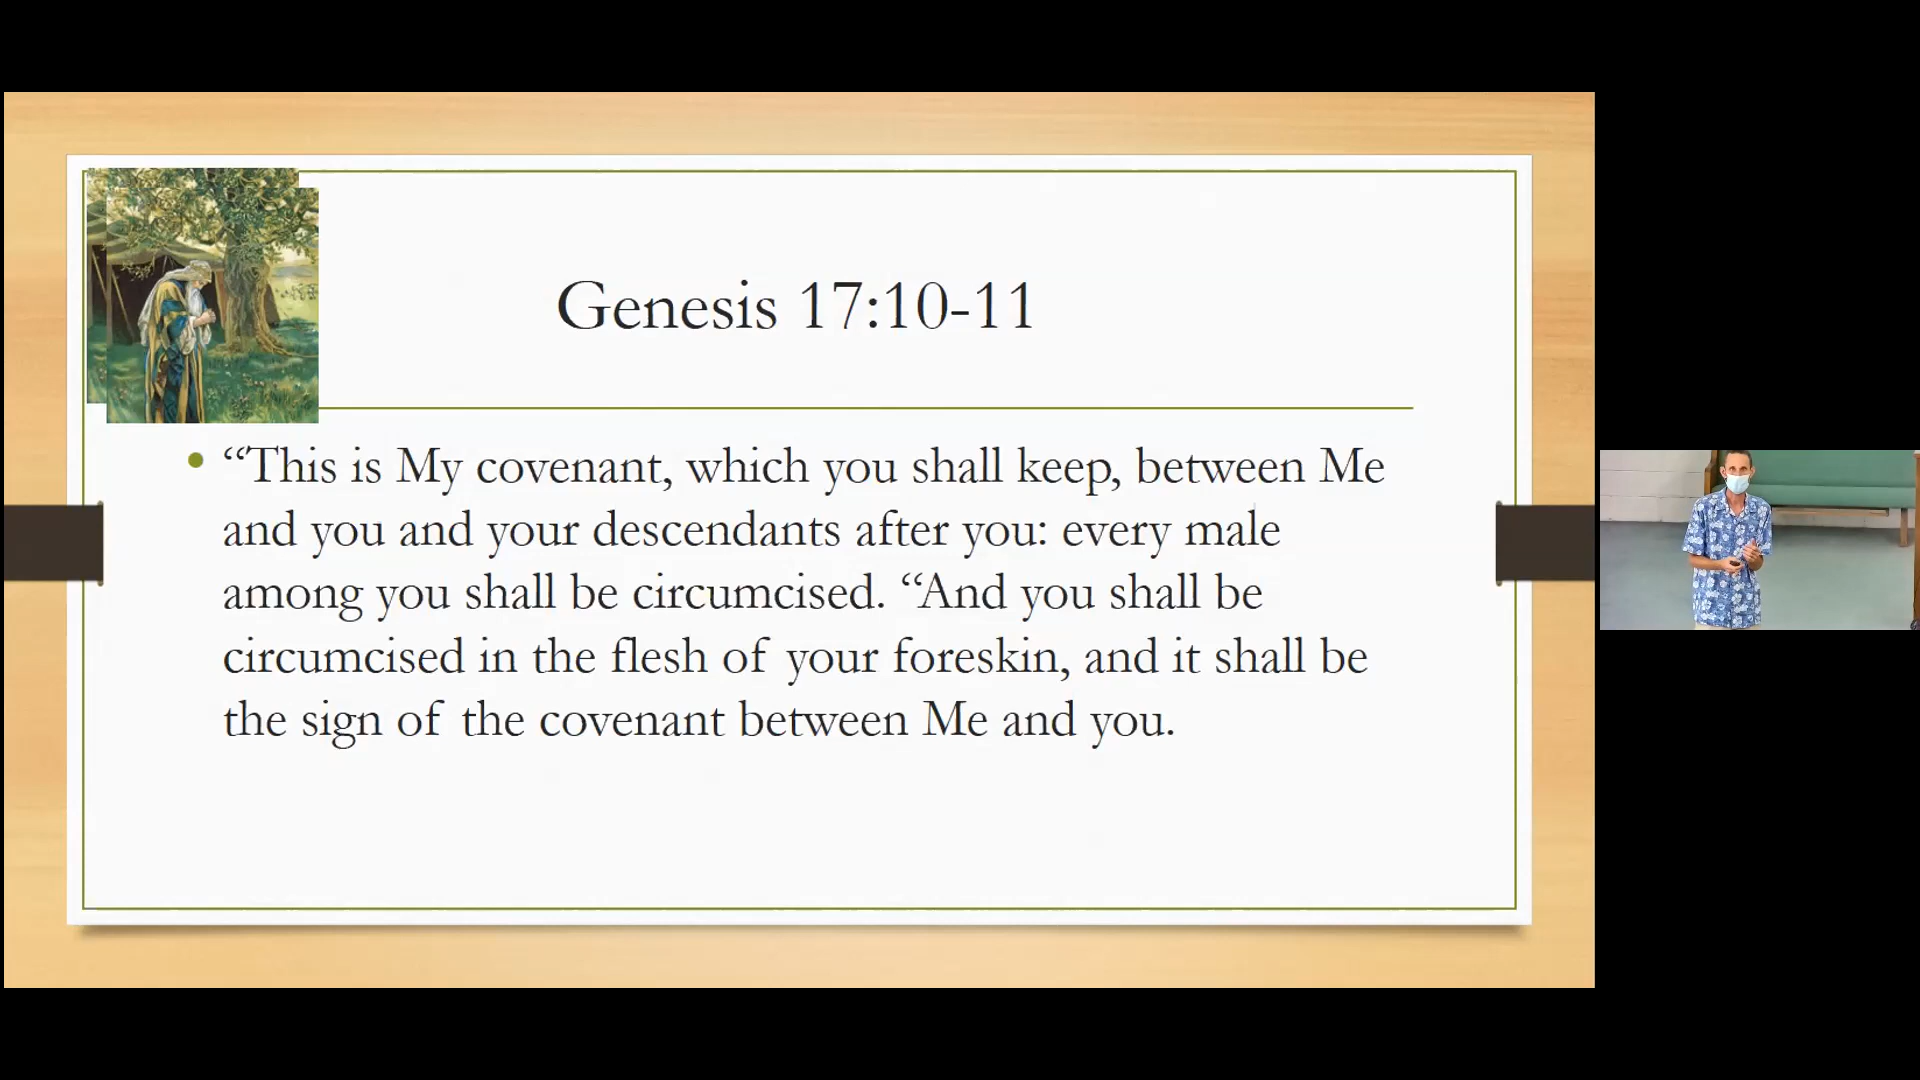 Genesis 17:10-11
“This is My covenant, which you shall keep, between Me
and you and your descendants after you: every male
among you shall be circumcised. “And you shall be
circumcised in the flesh of your foreskin, and it shall be
the sign of the covenant between Me and you.